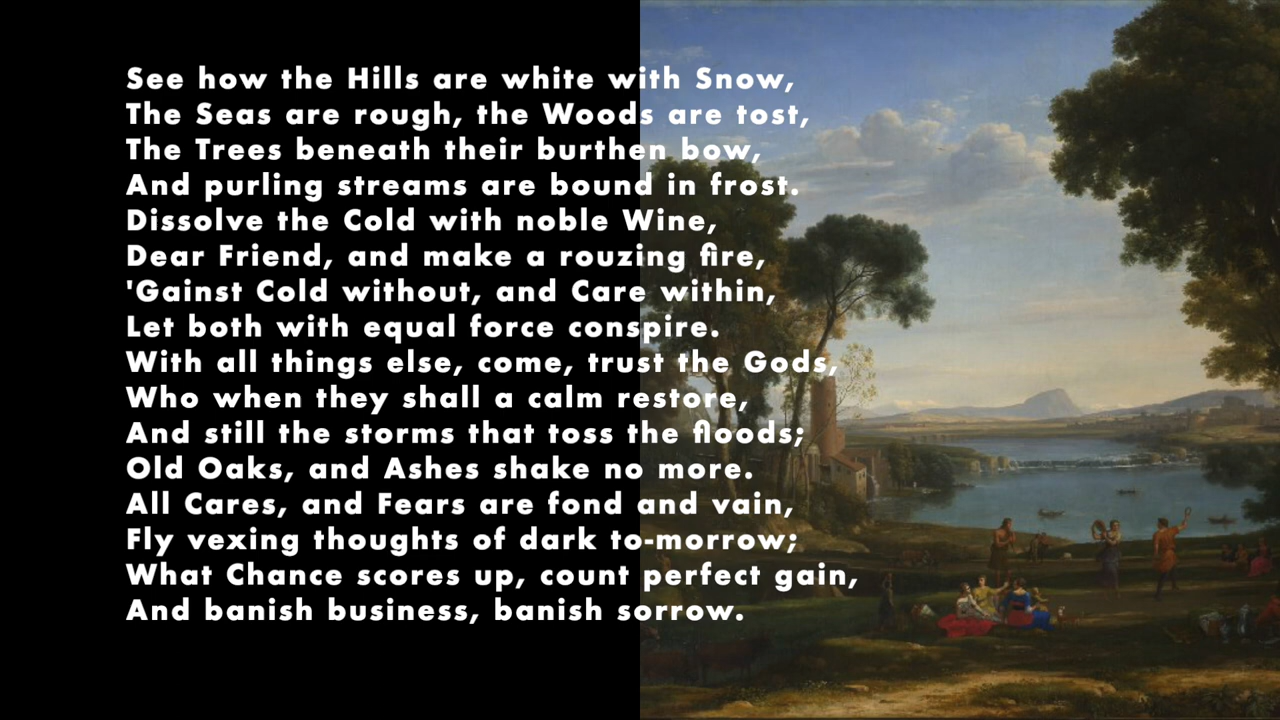 See how the Hills are white with Snow,
The Seas are rough, the Woods are tost,
The Trees beneath their burthen bow,
And purling streams are bound in frost.
Dissolve the Cold with noble Wine,
Dear Friend, and make a rouzing fire,
'Gainst Cold without, and Care within,
Let both with equal force conspire.
With all things else, come, trust the Gods,
Who when they shall a calm restore,
And still the storms that toss the floods;
Old Oaks, and Ashes shake no more.
All Cares, and Fears are fond and vain,
Fly vexing thoughts of dark to-morrow;
What Chance scores up, count perfect gain,
And banish business, banish sorrow.